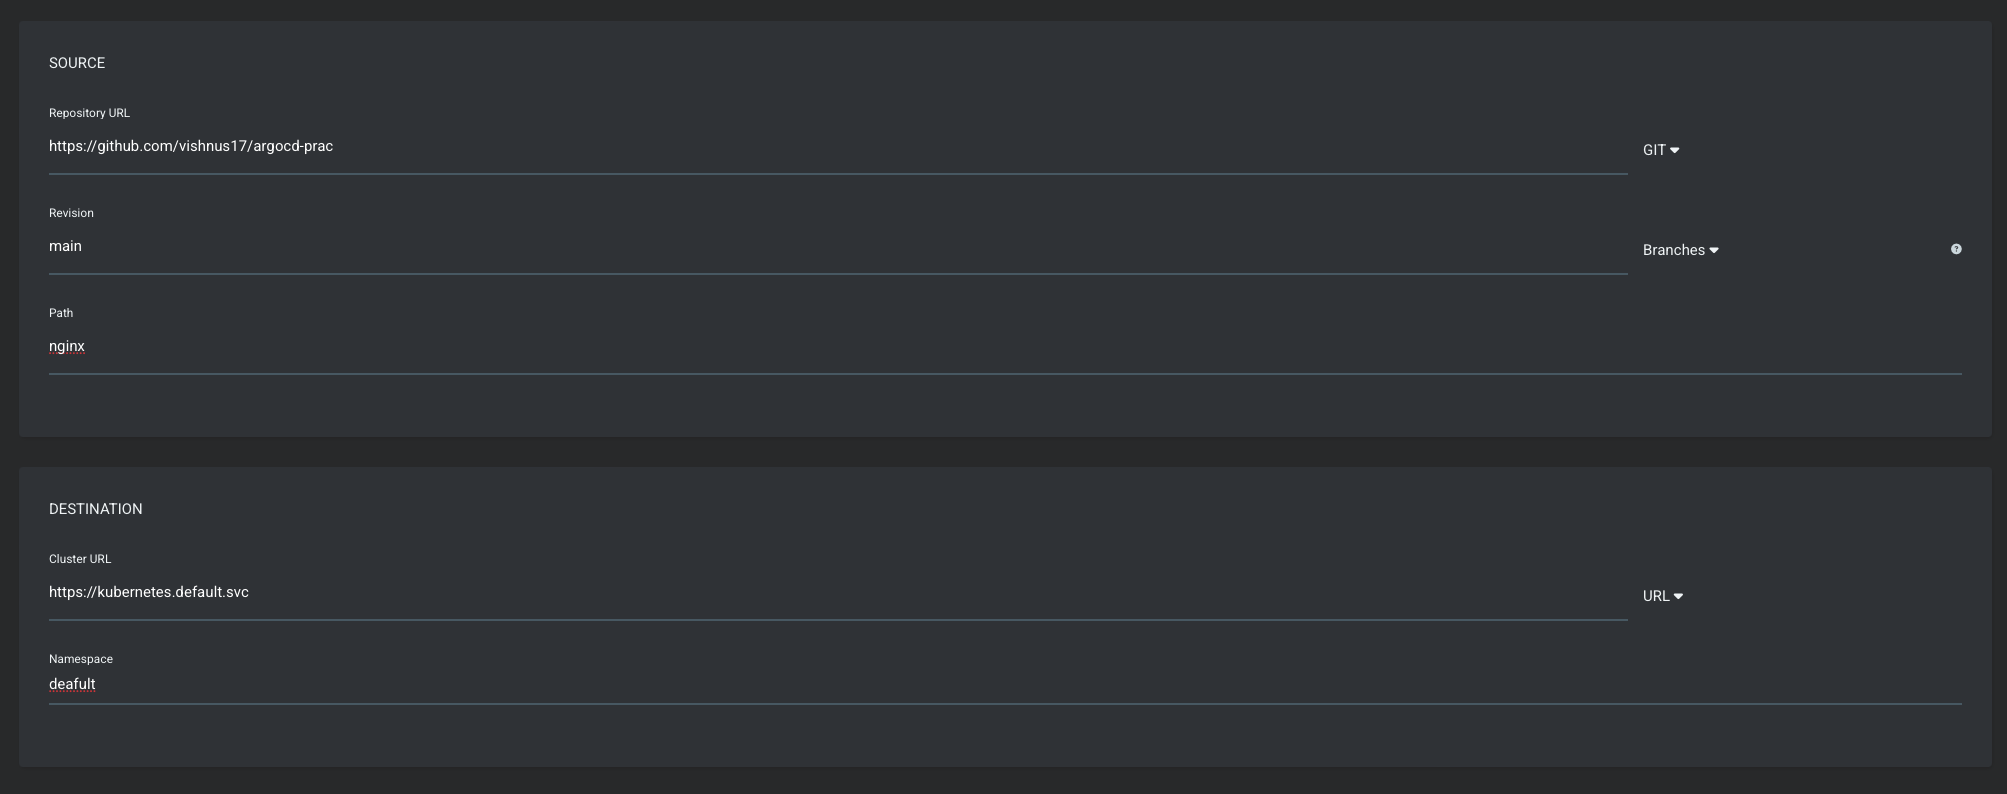 SOURCE
Repository URL
https://github.com/vishnus17/argocd-prac
GIT
Revision
main
Branches
?
Path
nginx
DESTINATION
Cluster URL
https://kubernetes.default.svc
URL
Namespace
deafult